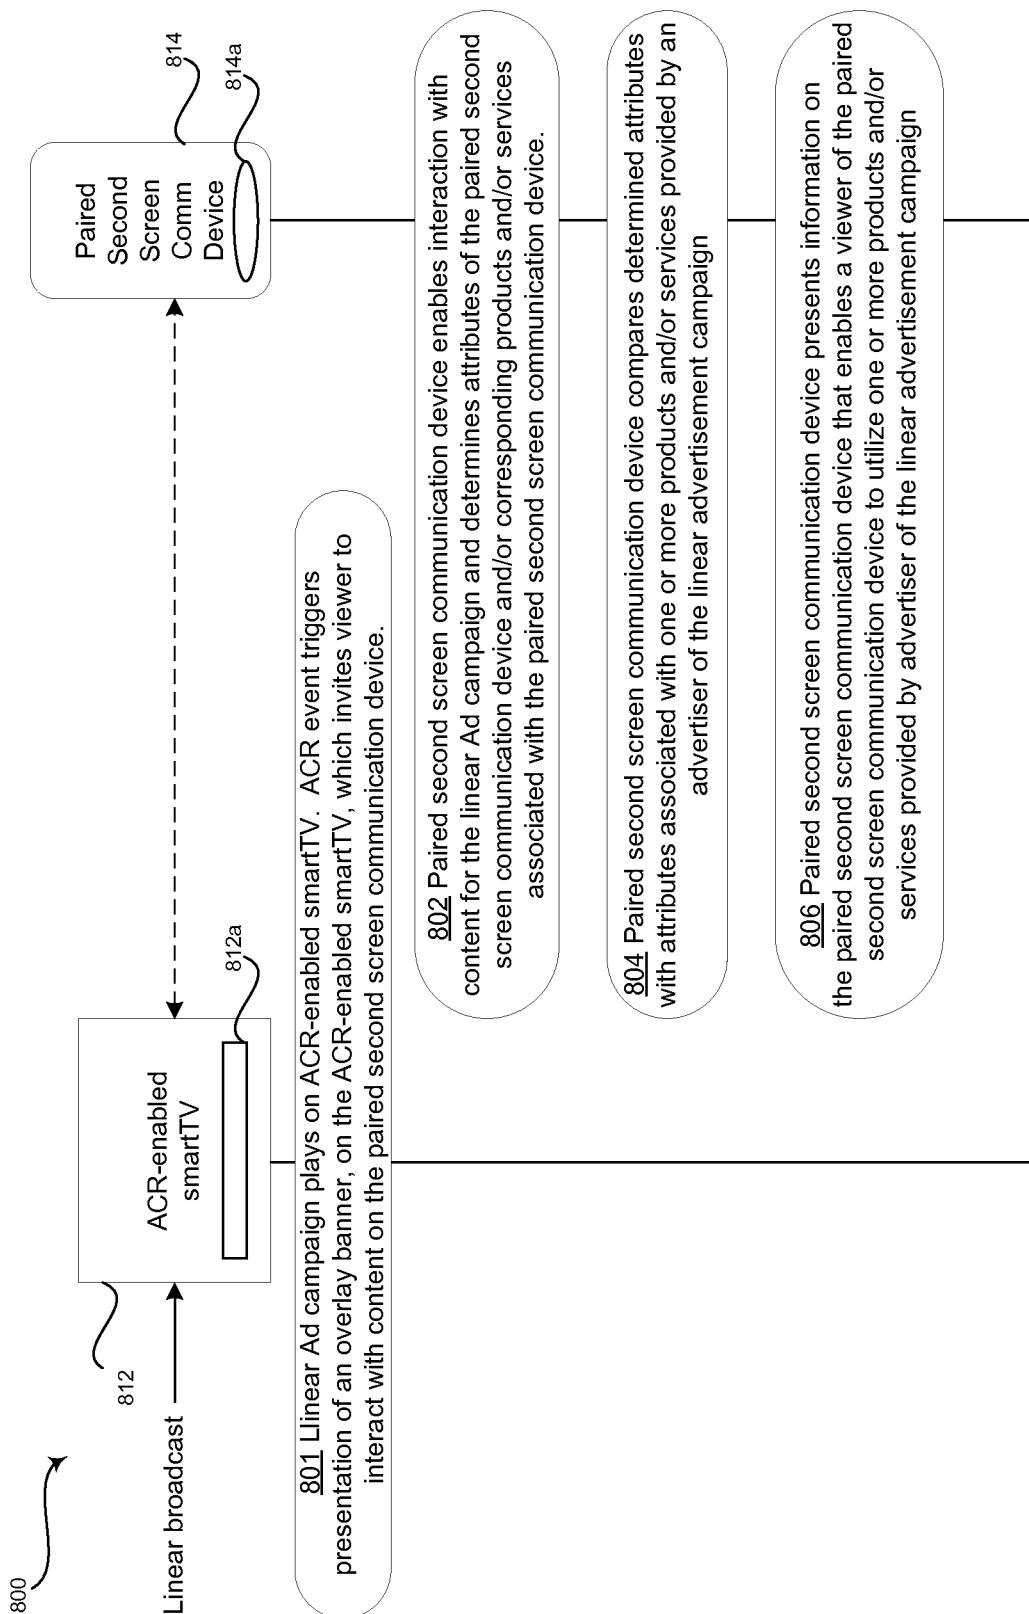 800
Linear broadcast
812
ACR-enabled
smartTV
812a
Paired
Second
Screen
Comm
Device
814
814a
801 Llinear Ad campaign plays on ACR-enabled smartTV. ACR event triggers
presentation of an overlay banner, on the ACR-enabled smartTV, which invites viewer to
interact with content on the paired second screen communication device.
802 Paired second screen communication device enables interaction with
content for the linear Ad campaign and determines attributes of the paired second
screen communication device and/or corresponding products and/or services
associated with the paired second screen communication device.
804 Paired second screen communication device compares determined attributes
with attributes associated with one or more products and/or services provided by an
advertiser of the linear advertisement campaign
806 Paired second screen communication device presents information on
the paired second screen device that enables a viewer of the paired
second screen communication device to utilize one or more products and/or
services provided by advertiser of the linear advertisement campaign